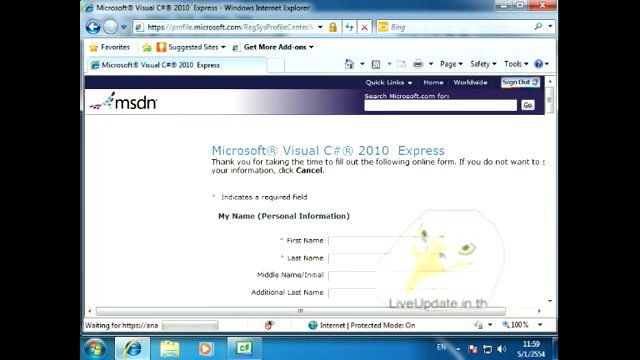 Microsoft® Visual C#® 2010 Express - Windows Internet Explorer
https://profile.microsoft.com/RegSysProfileCenter/
Bing
Favorites Suggested Sites Get More Add-ons
Microsoft® Visual C#® 2010 Express
Page Safety Tools
Quick Links Home Worldwide Sign Out
Search Microsoft.com for:
msdn
Go
Microsoft® Visual C#® 2010 Express
Thank you for taking the time to fill out the following online form. If you do not want to s
your information, click Cancel.
* Indicates a required field
My Name (Personal Information)
* First Name
* Last Name
Middle Name/Initial
Additional Last Name
LiveUpdate.in.th
Waiting for https://ana
Internet | Protected Mode: On
100%
EN
11:59
5/1/2554